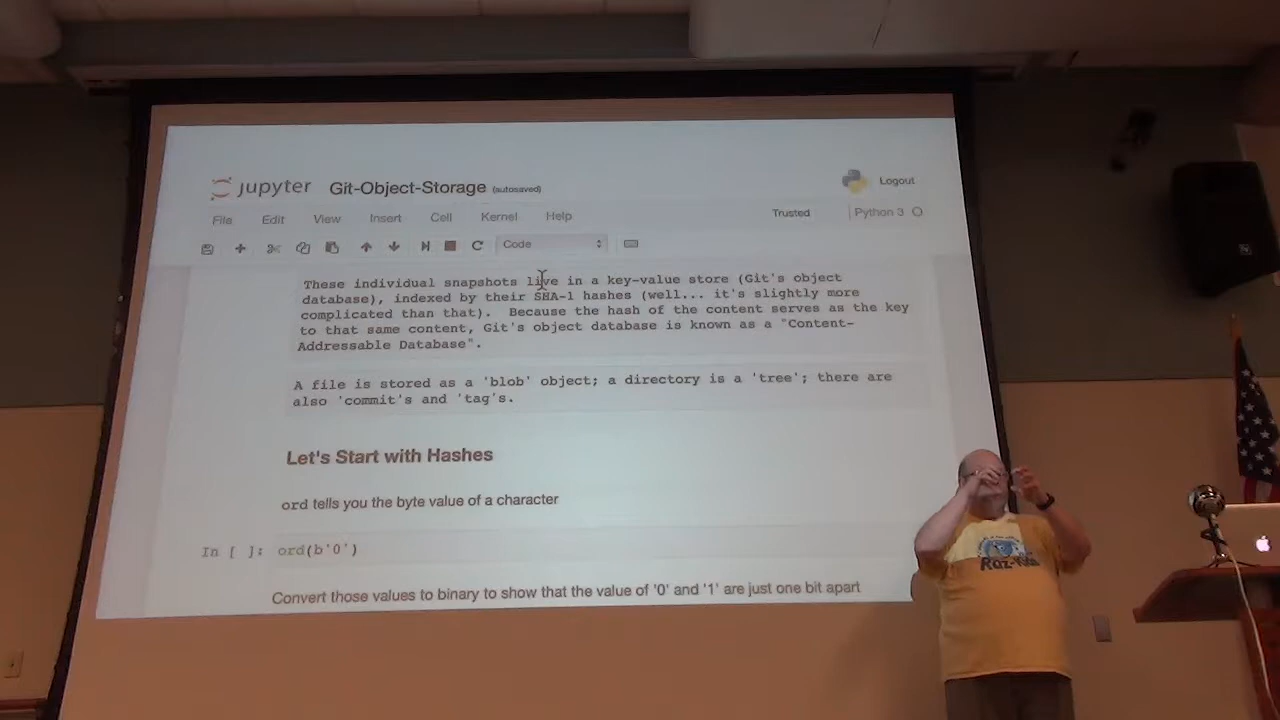 jupyter Git-Object-Storage (autosaved) Logout
File Edit View Insert Cell Kernel Help Trusted Python 3
Code
These individual snapshots live in a key-value store (Git's object
database), indexed by their SHA-1 hashes (well... it's slightly more
complicated than that).  Because the hash of the content serves as the key
to that same content, Git's object database is known as a "Content-
Addressable Database".
A file is stored as a 'blob' object; a directory is a 'tree'; there are
also 'commit's and 'tag's.
Let's Start with Hashes
ord tells you the byte value of a character
In [ ]: ord(b'0')
Convert those values to binary to show that the value of '0' and '1' are just one bit apart